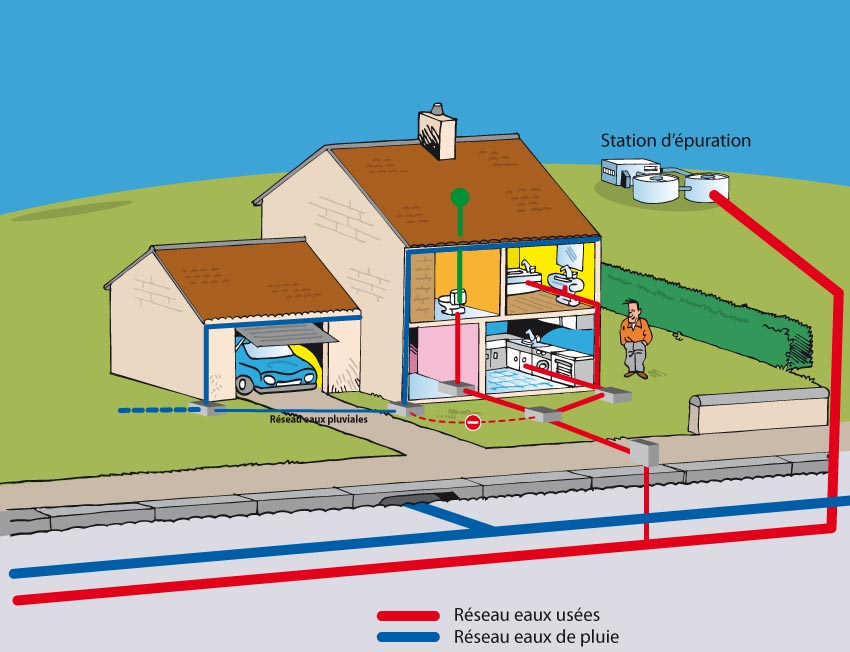 Station d'épuration
Réseau eaux pluviales
Réseau eaux usées
Réseau eaux de pluie